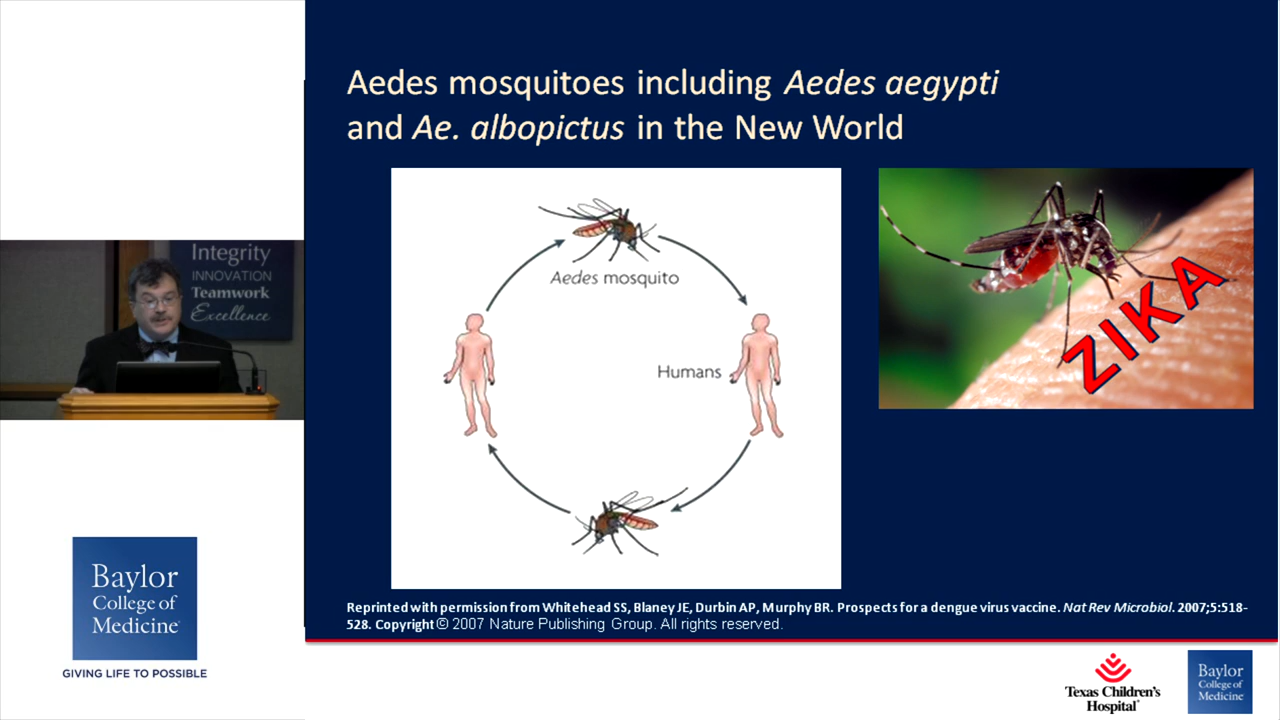 Aedes mosquitoes including Aedes aegypti
and Ae. albopictus in the New World
Integrity
INNOVATION
Teamwork
Excellence
Aedes mosquito
Humans
ZIKA
Baylor
College of
Medicine
GIVING LIFE TO POSSIBLE
Reprinted with permission from Whitehead SS, Blaney JE, Durbin AP, Murphy BR. Prospects for a dengue virus vaccine. Nat Rev Microbiol. 2007;5:518-
528. Copyright © 2007 Nature Publishing Group. All rights reserved.
Texas Children's
Hospital
Baylor
College of
Medicine